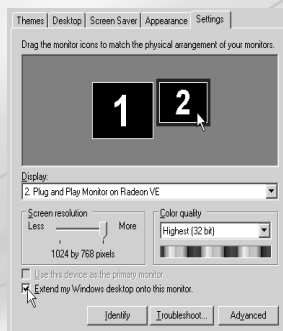 Themes Desktop Screen Saver Appearance Settings
Drag the monitor icons to match the physical arrangement of your monitors.
1 2
Display:
2. Plug and Play Monitor on Radeon VE
Screen resolution Color quality
Less More Highest (32 bit)
1024 by 768 pixels
Use this device as the primary monitor.
Extend my Windows desktop onto this monitor.
Identify Troubleshoot... Advanced